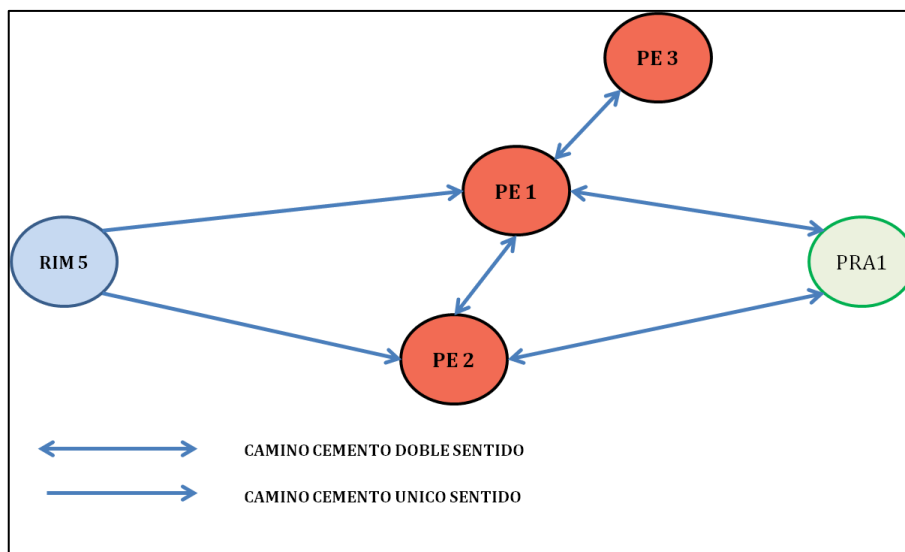 PE 3
PE 1
RIM 5
PRA1
PE 2
CAMINO CEMENTO DOBLE SENTIDO
CAMINO CEMENTO UNICO SENTIDO